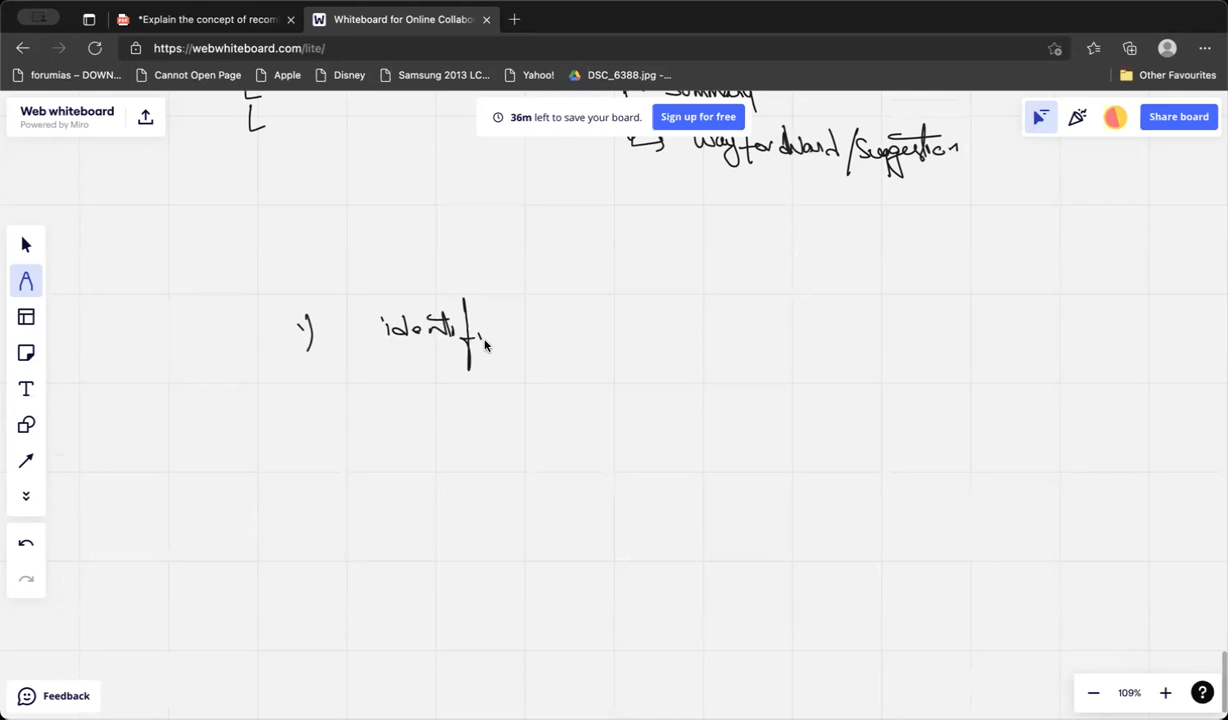 *Explain the concept of recom
Whiteboard for Online Collabo
https://webwhiteboard.com/lite/
forumias – DOWN...
Cannot Open Page
Apple
Disney
Samsung 2013 LC...
Yahoo!
DSC_6388.jpg -...
Other Favourites
Web whiteboard
Powered by Miro
36m left to save your board.
Sign up for free
Share board
Summary
Way forward/Suggestion
i) identifi
T
Feedback
109%
?